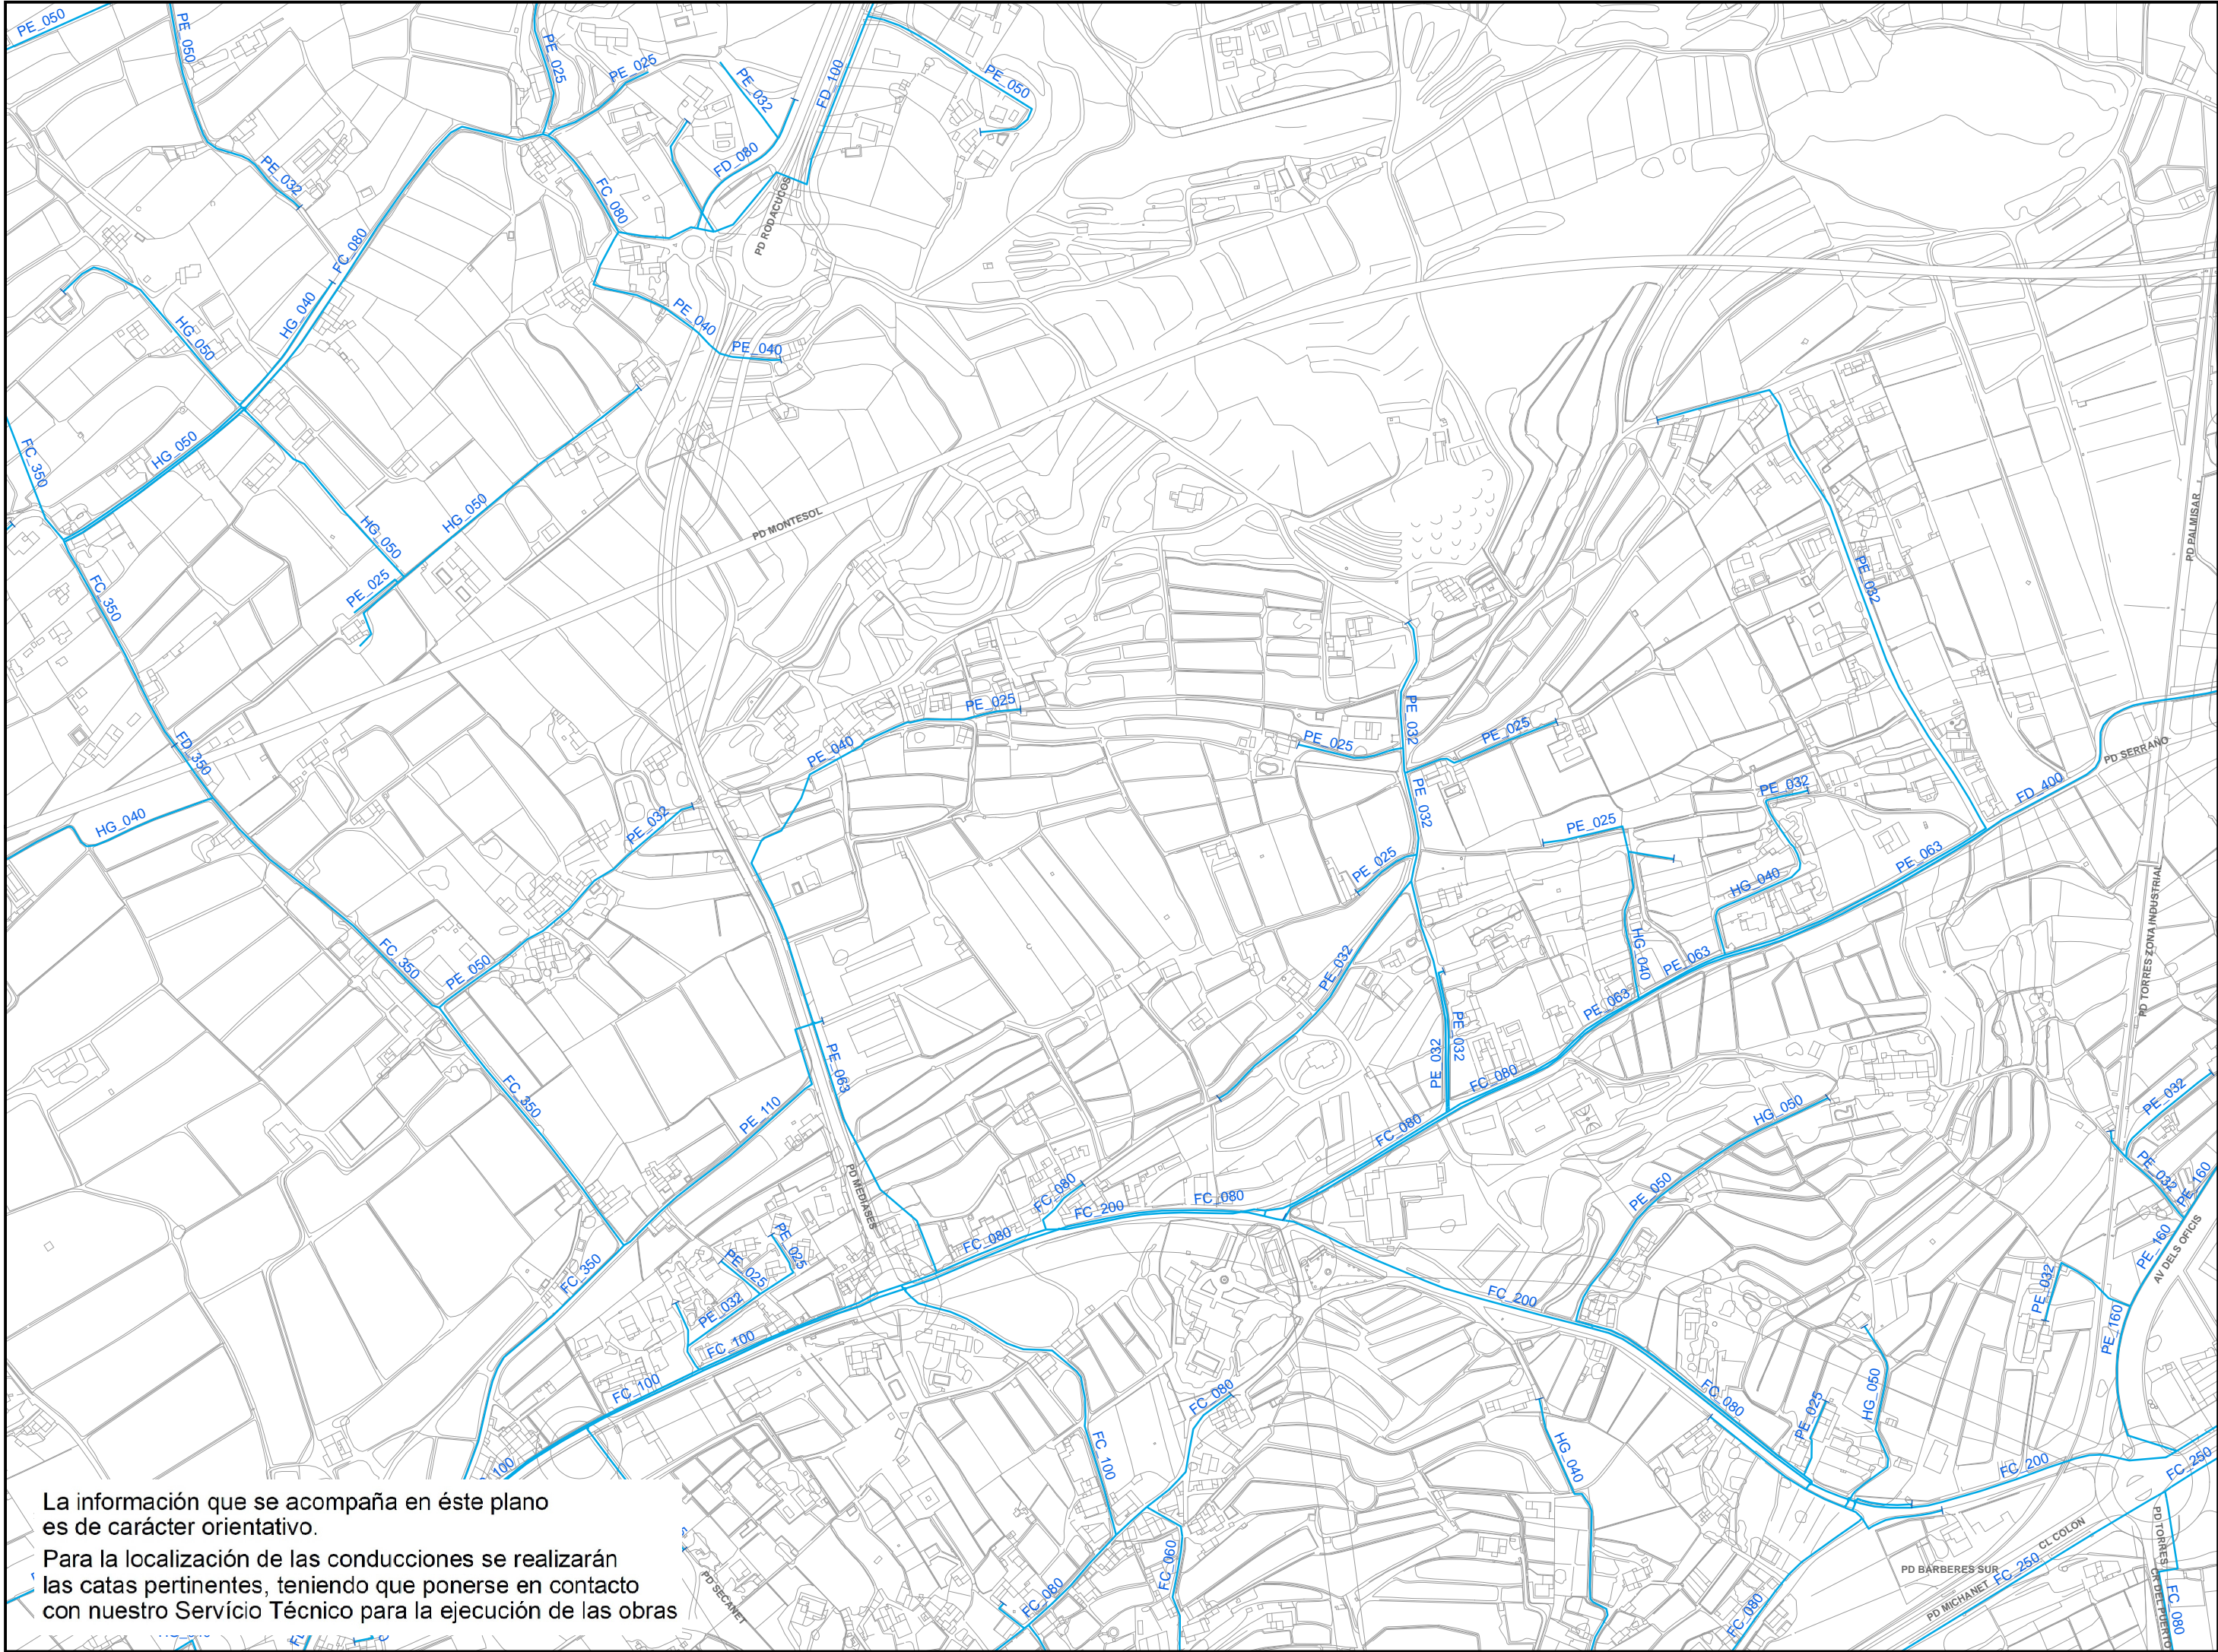 PE_050
PE_050
PE_025
PE_025
PE_032
FD_100
PE_050
PE_032
FC_080
FD_080
PD RODACUCOS
FC_080
HG_040
HG_050
PE_040
PE_040
HG_050
FC_350
HG_050
HG_050
PD MONTESOL
PD PALMISAR
PE_025
FC_350
PE_032
PE_025
PE_032
PE_025
PE_025
PE_040
FD_350
PD SERRAÑO
PE_032
FD_400
PE_032
HG_040
PE_032
PE_025
PE_025
PE_063
HG_040
FC_350
PE_050
PE_032
HG_040
PE_063
PD TORRES ZONA INDUSTRIAL
PE_063
PE_063
PE_032
PE_032
FC_080
FC_350
PE_110
HG_050
PE_032
FC_080
PE_032
PE_160
PD MEDIASES
FC_080
FC_200
FC_080
PE_050
FC_080
PE_025
PE_025
PE_160
AV DELS OFICIS
FC_350
PE_032
FC_200
PE_032
PE_160
FC_100
FC_100
FC_080
FC_080
PE_025
HG_050
FC_100
HG_040
FC_200
FC_250
_100
La información que se acompaña en éste plano
es de carácter orientativo.
Para la localización de las conducciones se realizarán
las catas pertinentes, teniendo que ponerse en contacto
con nuestro Servício Técnico para la ejecución de las obras
PD SECANET
FC_080
FC_060
FC_080
PD BARBERES SUR
CL COLON
PD MICHANET
FC_250
PD TORRES
CR DEL PUERTO
FC_080